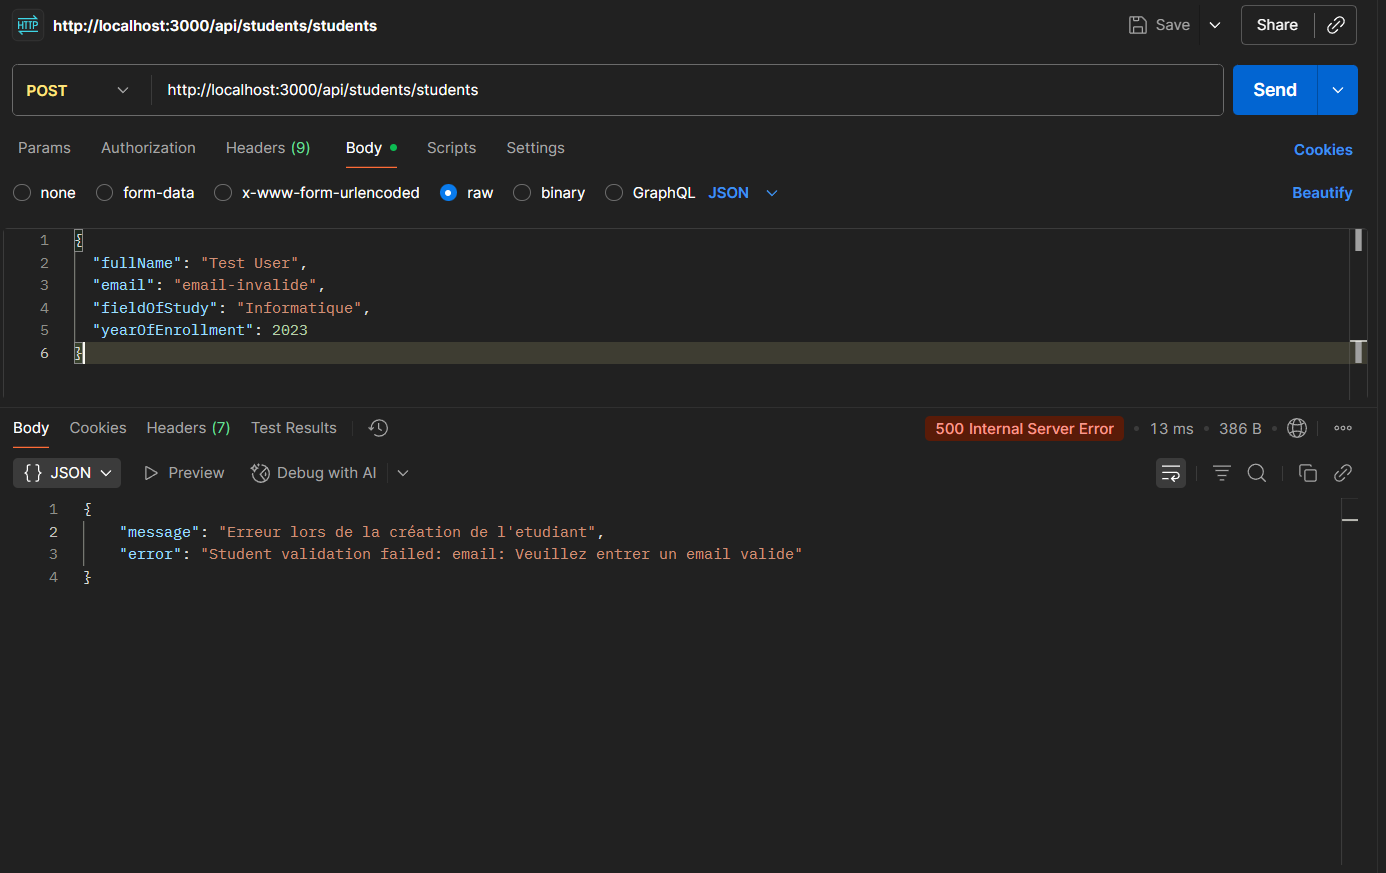 HTTP http://localhost:3000/api/students/students Save Share
POST http://localhost:3000/api/students/students Send
Params Authorization Headers (9) Body Scripts Settings Cookies
none form-data x-www-form-urlencoded raw binary GraphQL JSON Beautify
1 {
2 "fullName": "Test User",
3 "email": "email-invalide",
4 "fieldOfStudy": "Informatique",
5 "yearOfEnrollment": 2023
6 }
Body Cookies Headers (7) Test Results 500 Internal Server Error • 13 ms • 386 B •
{} JSON Preview Debug with AI
1 {
2 "message": "Erreur lors de la création de l'etudiant",
3 "error": "Student validation failed: email: Veuillez entrer un email valide"
4 }